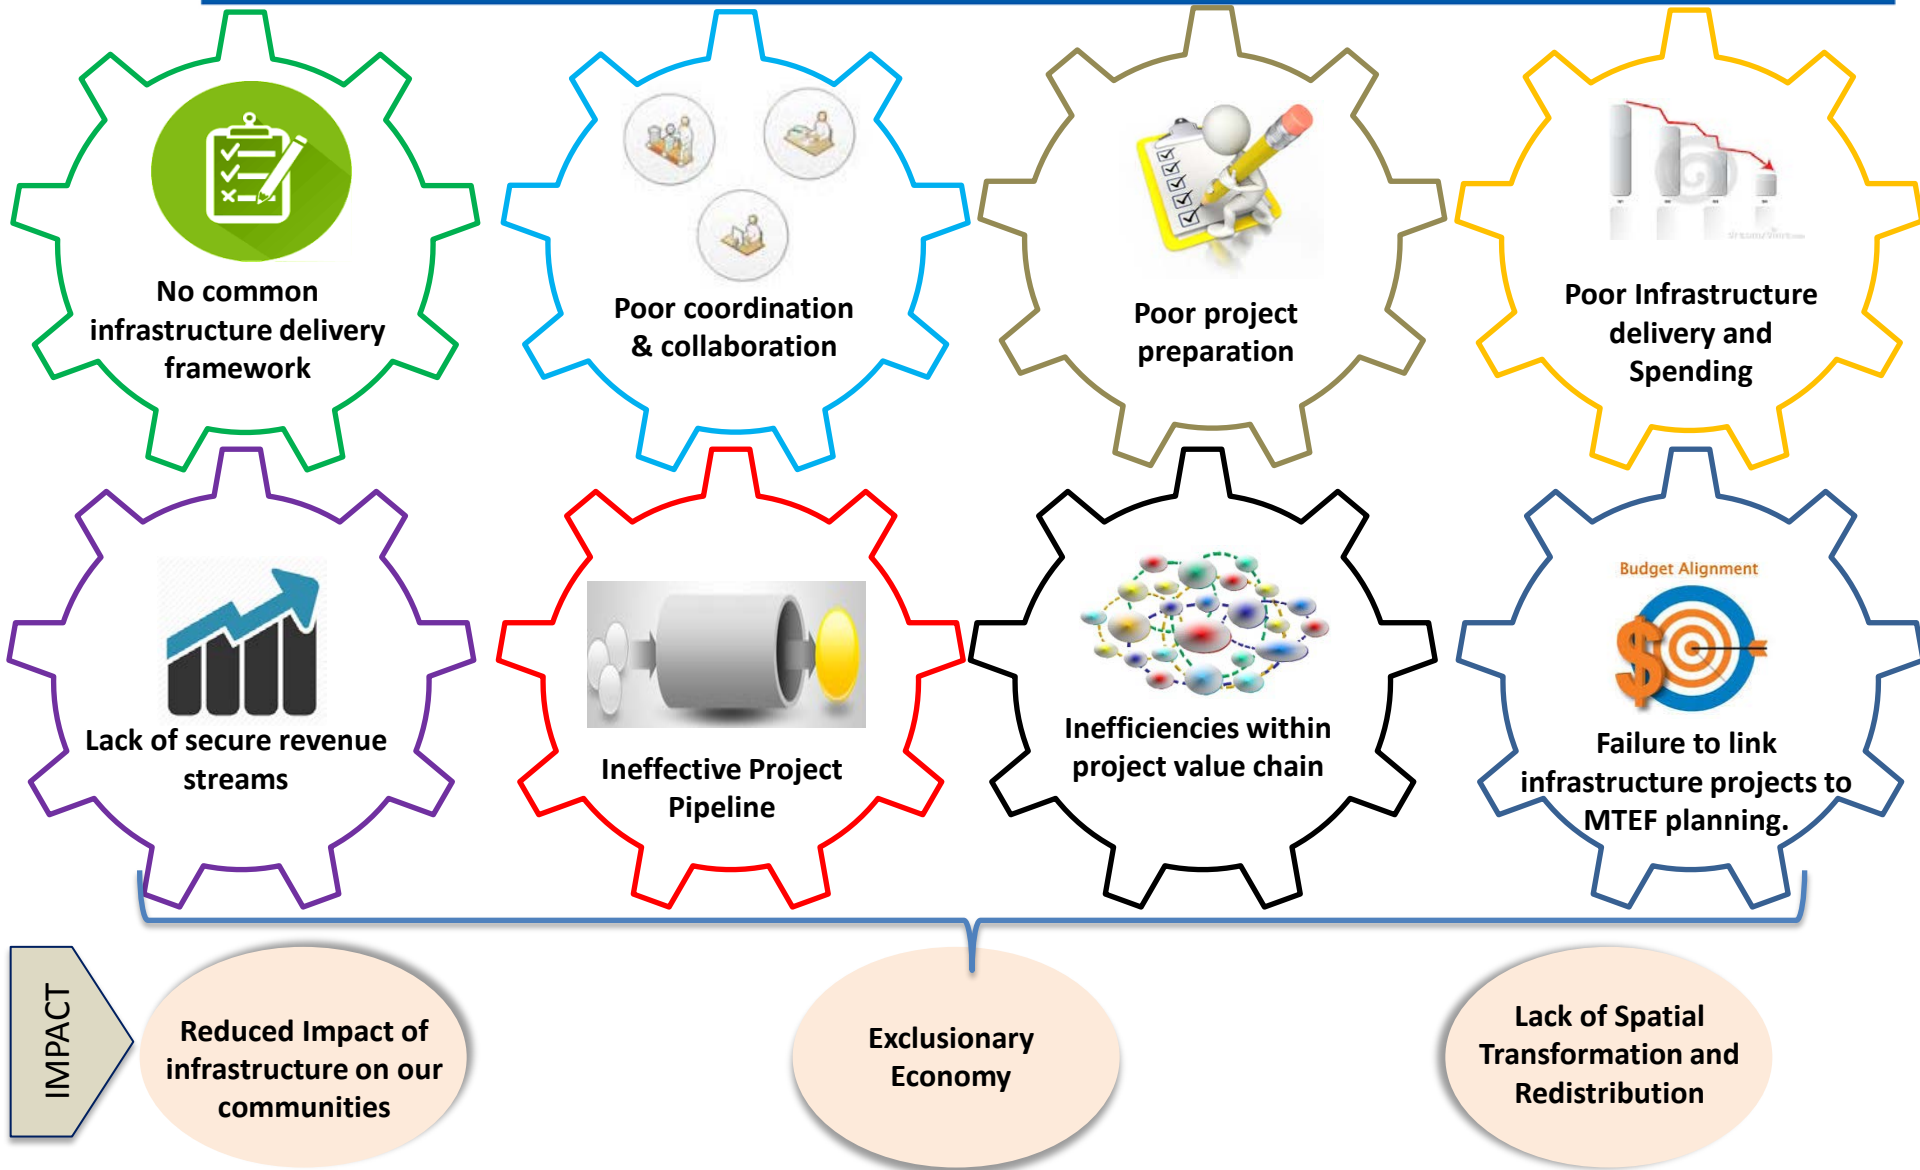 No common
infrastructure delivery
framework
Poor coordination
& collaboration
Poor project
preparation
Poor Infrastructure
delivery and
Spending
Lack of secure revenue
streams
Ineffective Project
Pipeline
Inefficiencies within
project value chain
Budget Alignment
$
Failure to link
infrastructure projects to
MTEF planning.
IMPACT
Reduced Impact of
infrastructure on our
communities
Exclusionary
Economy
Lack of Spatial
Transformation and
Redistribution